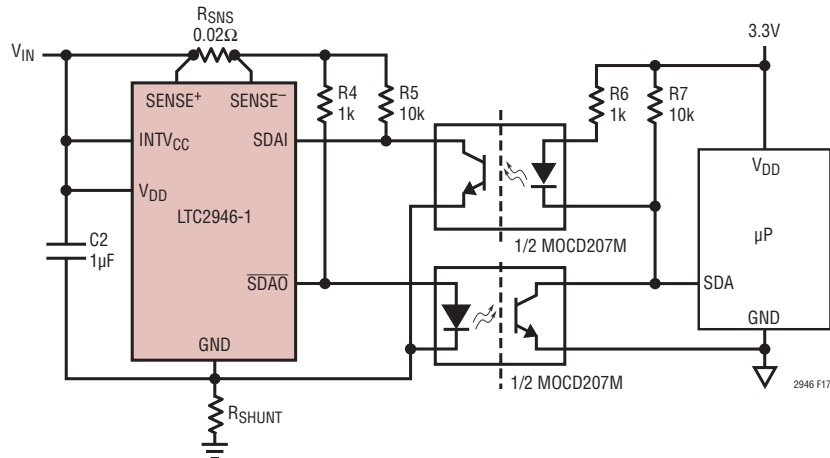 RSNS
0.02Ω
VIN
3.3V
SENSE+
SENSE–
R4
1k
R5
10k
R6
1k
R7
10k
INTVCC
SDAI
VDD
VDD
LTC2946-1
µP
C2
1µF
1/2 MOCD207M
SDAO
SDA
GND
GND
1/2 MOCD207M
RSHUNT
2946 F17